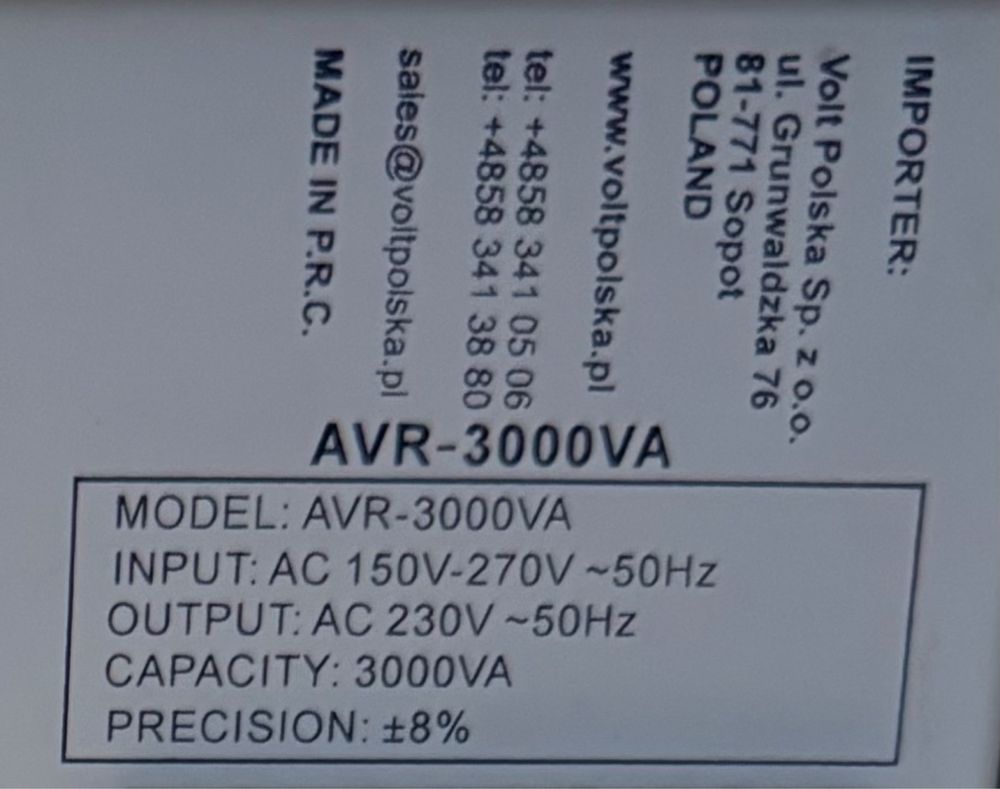 IMPORTER:
Volt Polska Sp. z o.o.
ul. Grunwaldzka 76
81-771 Sopot
POLAND
www.voltpolska.pl
tel: +4858 341 05 06
tel: +4858 341 38 80
sales@voltpolska.pl
MADE IN P.R.C.
AVR-3000VA
MODEL: AVR-3000VA
INPUT: AC 150V-270V ~50Hz
OUTPUT: AC 230V ~50Hz
CAPACITY: 3000VA
PRECISION: ±8%